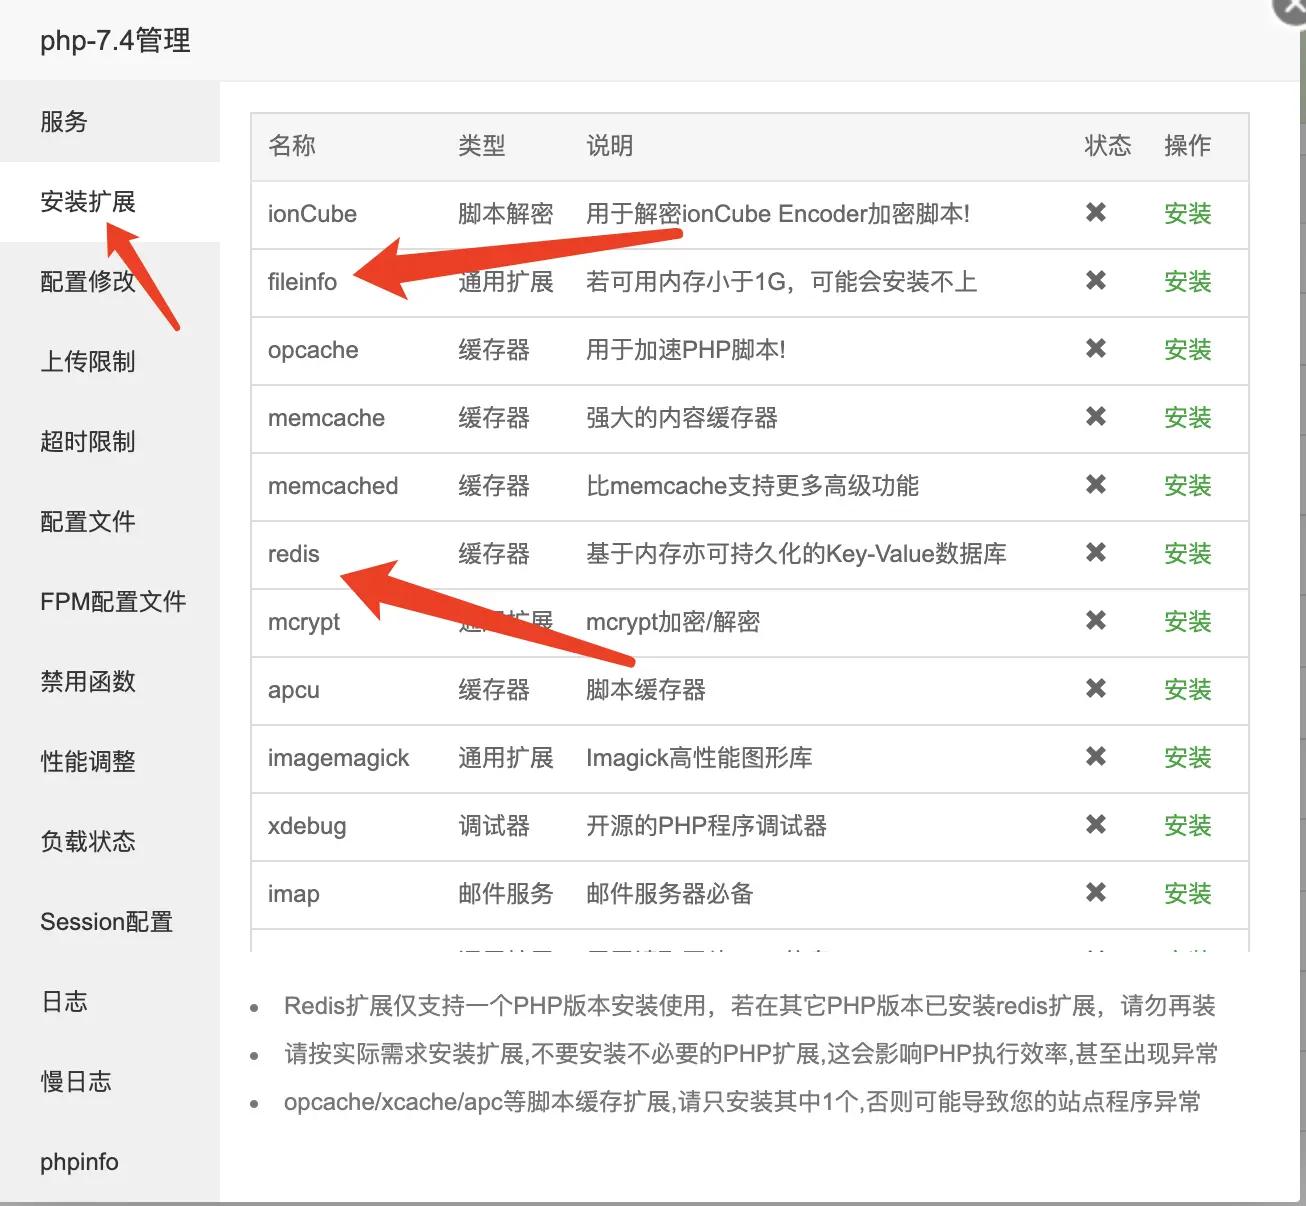 php-7.4管理
服务
安装扩展
配置修改
上传限制
超时限制
配置文件
FPM配置文件
禁用函数
性能调整
负载状态
Session配置
日志
慢日志
phpinfo
名称 类型 说明 状态 操作
ionCube 脚本解密 用于解密ionCube Encoder加密脚本! ✖ 安装
fileinfo 通用扩展 若可用内存小于1G，可能会安装不上 ✖ 安装
opcache 缓存器 用于加速PHP脚本! ✖ 安装
memcache 缓存器 强大的内容缓存器 ✖ 安装
memcached 缓存器 比memcache支持更多高级功能 ✖ 安装
redis 缓存器 基于内存亦可持久化的Key-Value数据库 ✖ 安装
mcrypt 通用扩展 mcrypt加密/解密 ✖ 安装
apcu 缓存器 脚本缓存器 ✖ 安装
imagemagick 通用扩展 Imagick高性能图形库 ✖ 安装
xdebug 调试器 开源的PHP程序调试器 ✖ 安装
imap 邮件服务 邮件服务器必备 ✖ 安装
Redis扩展仅支持一个PHP版本安装使用，若在其它PHP版本已安装redis扩展，请勿再装
请按实际需求安装扩展,不要安装不必要的PHP扩展,这会影响PHP执行效率,甚至出现异常
opcache/xcache/apc等脚本缓存扩展,请只安装其中1个,否则可能导致您的站点程序异常